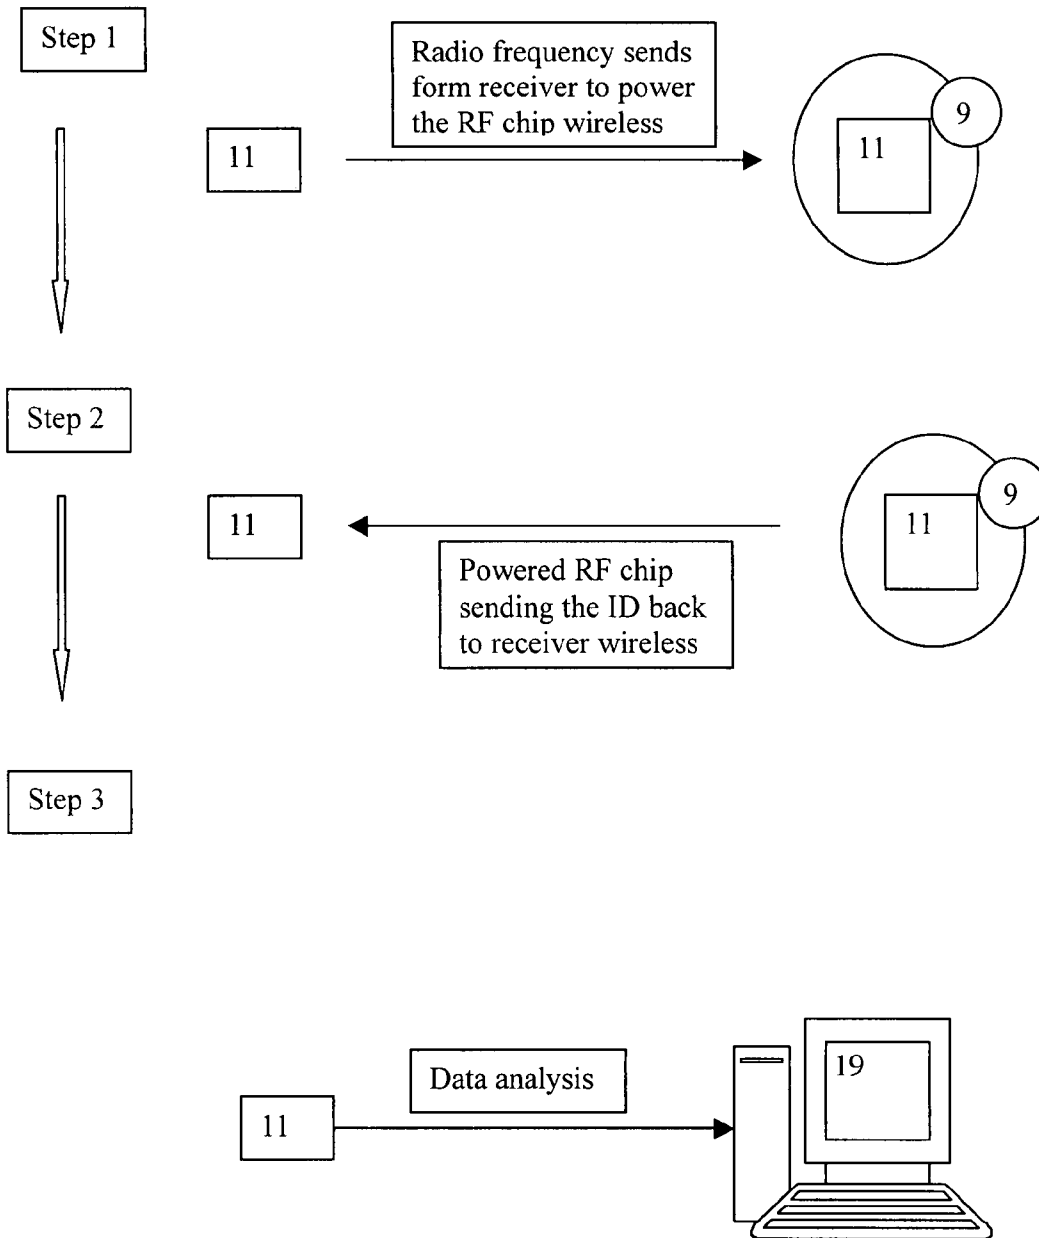 Step 1
Radio frequency sends
form receiver to power
the RF chip wireless
11
11
9
Step 2
11
11
9
Powered RF chip
sending the ID back
to receiver wireless
Step 3
11
Data analysis
19